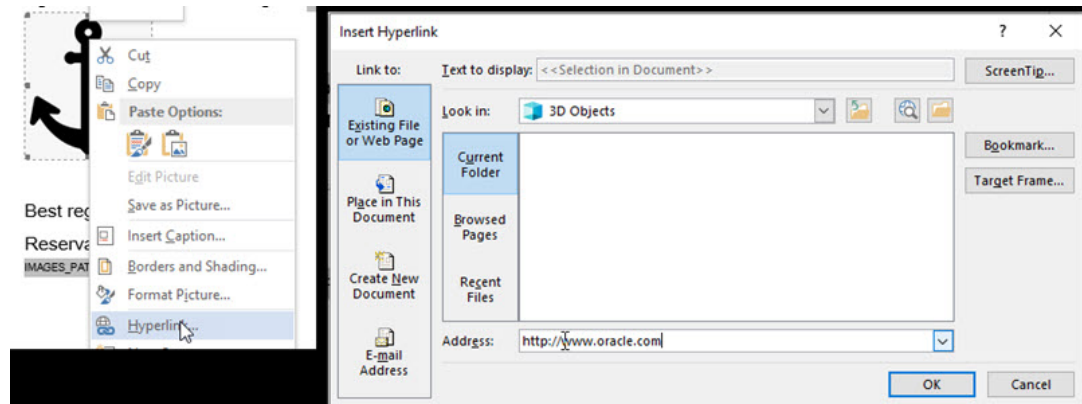 Cut
Copy
Paste Options:
Edit Picture
Save as Picture...
Insert Caption...
Borders and Shading...
Format Picture...
Hyperlink...
Best reg
Reserva
IMAGES_PAT
Insert Hyperlink
? X
Link to:
Text to display: <<Selection in Document>>
ScreenTip...
Existing File
or Web Page
Look in:
3D Objects
Current
Folder
Bookmark...
Target Frame...
Place in This
Document
Browsed
Pages
Create New
Document
Recent
Files
E-mail
Address
Address: http://www.oracle.com
OK
Cancel